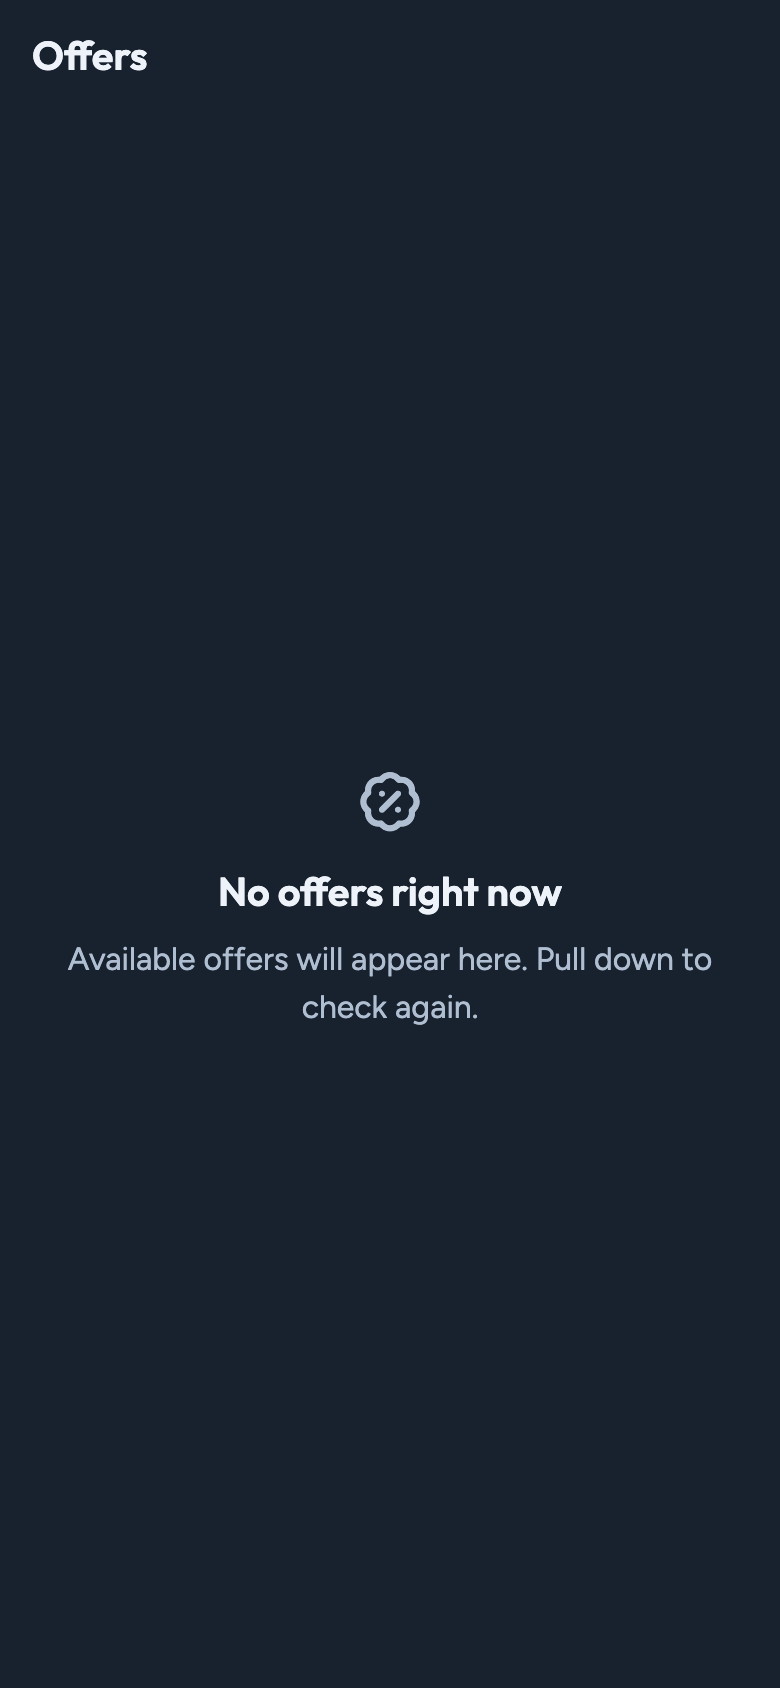 Offers
No offers right now
Available offers will appear here. Pull down to
check again.